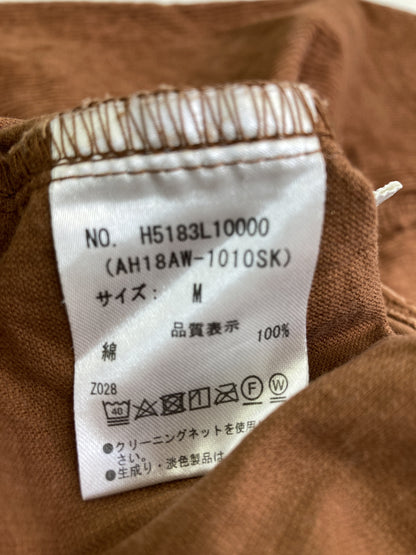 NO. H5183L10000
(AH18AW-1010SK)
サイズ: M
品質表示
綿 100%
Z028
40 F W
●クリーニングネットを使用
さい。
●生成り・淡色製品は